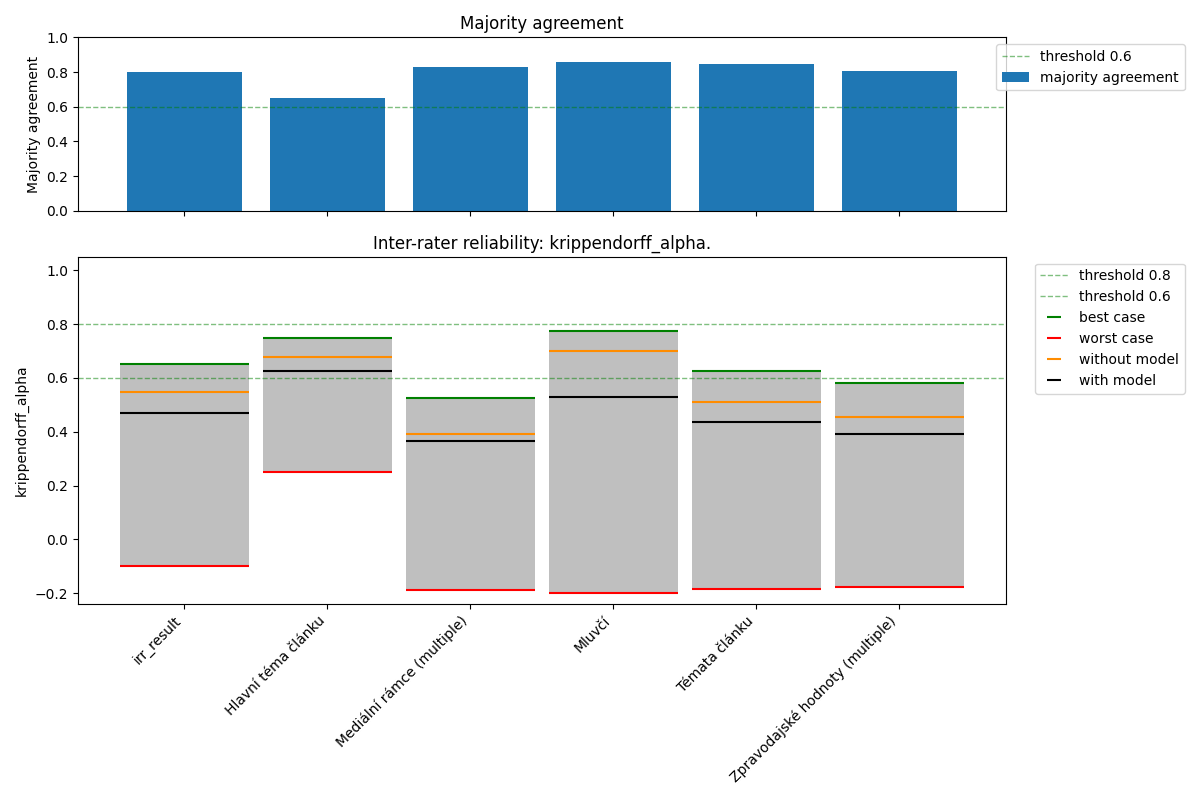 Majority agreement
Majority agreement
1.0
0.8
0.6
0.4
0.2
0.0
threshold 0.6
majority agreement
Inter-rater reliability: krippendorff_alpha.
krippendorff_alpha
1.0
0.8
0.6
0.4
0.2
0.0
−0.2
threshold 0.8
threshold 0.6
best case
worst case
without model
with model
irr_result
Hlavní téma článku
Mediální rámce (multiple)
Mluvčí
Témata článku
Zpravodajské hodnoty (multiple)